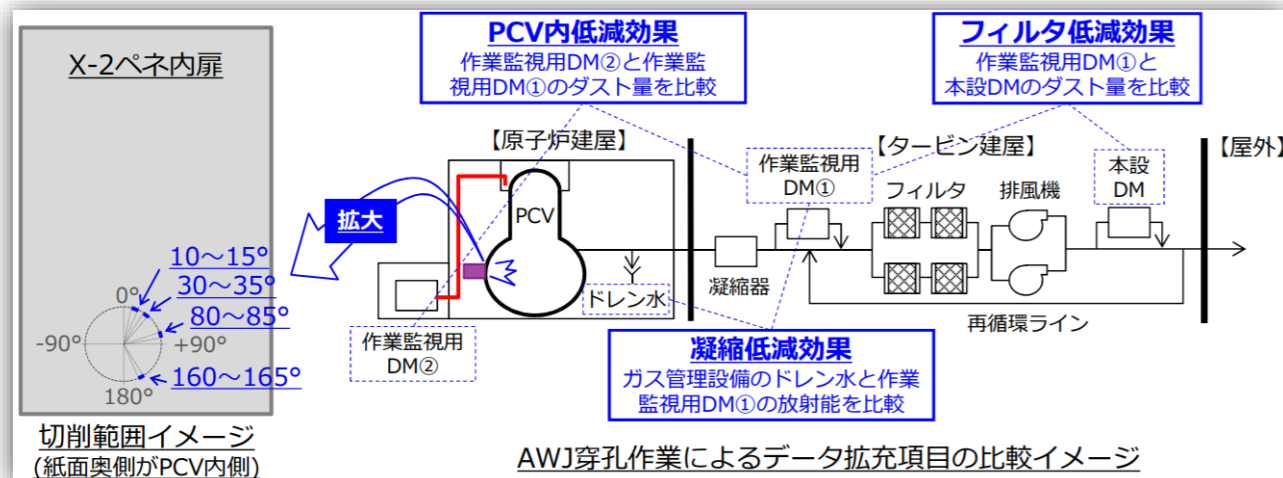 X-2ペネ内扉
10～15°
0°
30～35°
80～85°
-90°
+90°
160～165°
180°
切削範囲イメージ
(紙面奥側がPCV内側)
拡大
PCV内低減効果
作業監視用DM②と作業監
視用DM①のダスト量を比較
フィルタ低減効果
作業監視用DM①と
本設DMのダスト量を比較
【原子炉建屋】
【タービン建屋】
【屋外】
PCV
作業監視用
DM②
ドレン水
凝縮器
作業監視用
DM①
フィルタ
排風機
本設
DM
再循環ライン
凝縮低減効果
ガス管理設備のドレン水と作業
監視用DM①の放射能を比較
AWJ穿孔作業によるデータ拡充項目の比較イメージ